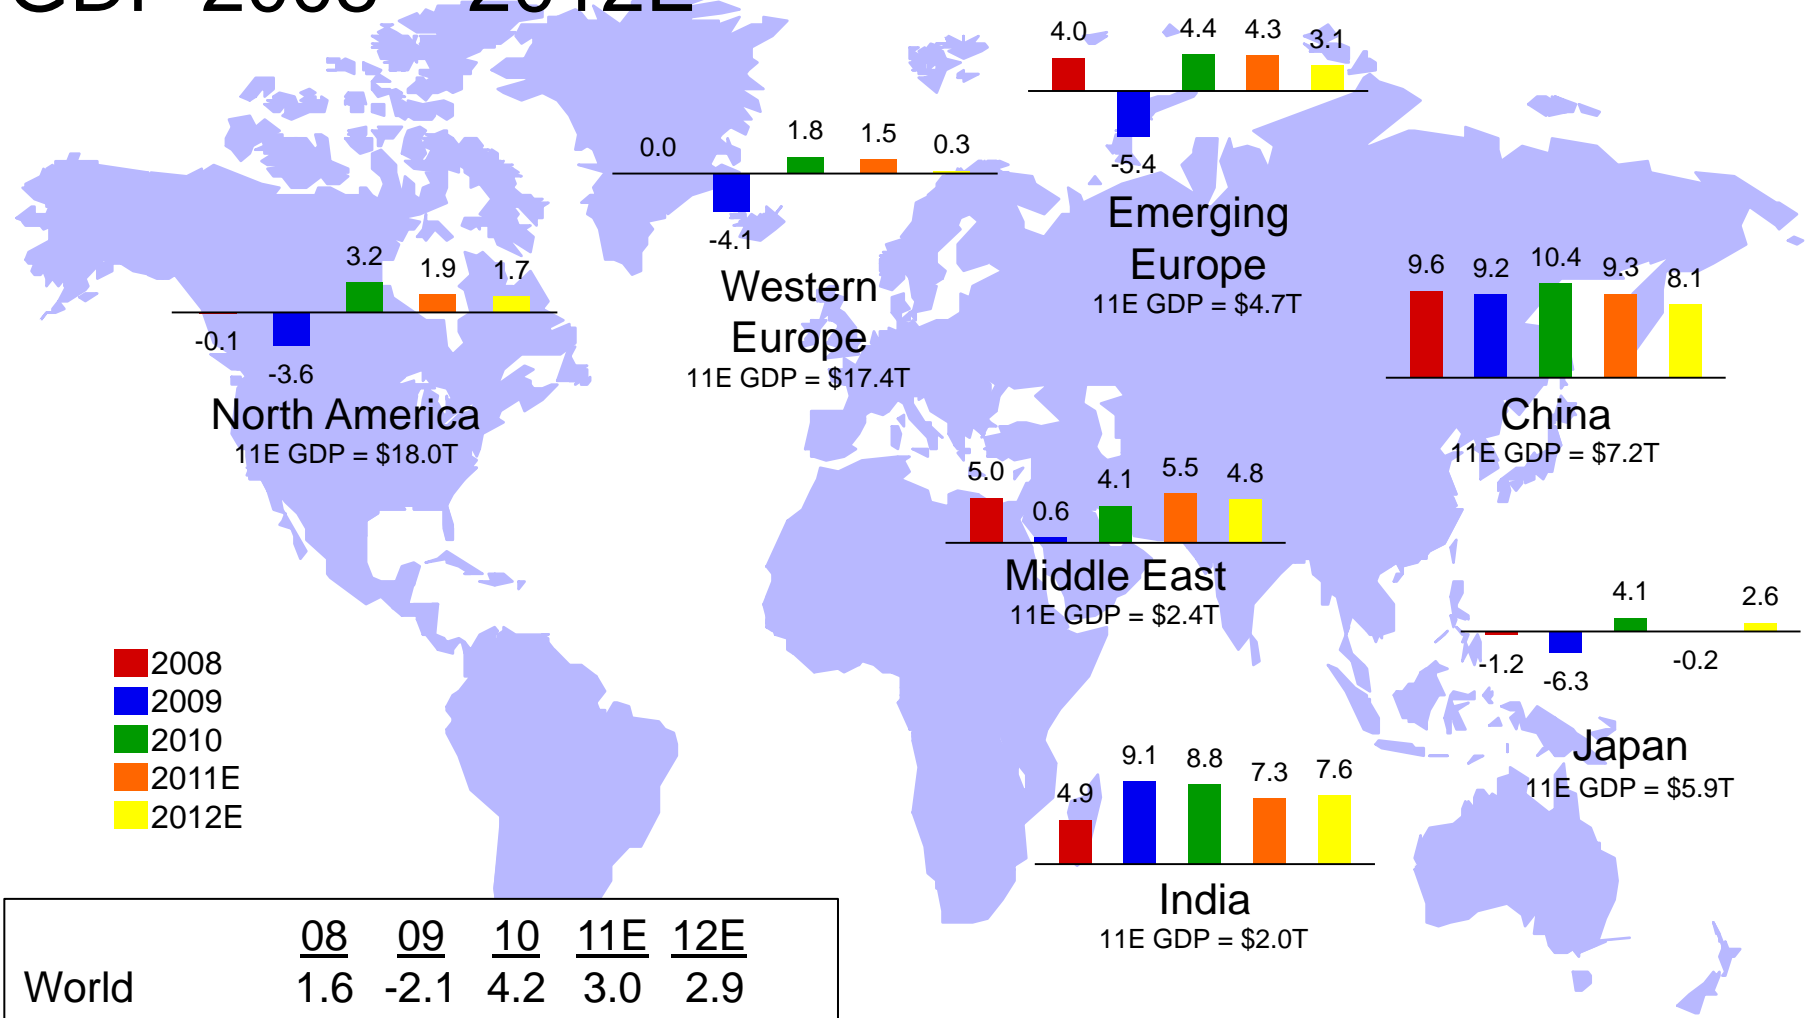 GDP 2008 – 2012E
4.0
4.4
4.3
3.1
-5.4
Emerging
Europe
11E GDP = $4.7T
0.0
1.8
1.5
0.3
-4.1
Western
Europe
11E GDP = $17.4T
3.2
1.9
1.7
-0.1
-3.6
North America
11E GDP = $18.0T
9.6
9.2
10.4
9.3
8.1
China
11E GDP = $7.2T
5.0
0.6
4.1
5.5
4.8
Middle East
11E GDP = $2.4T
4.1
2.6
-1.2
-6.3
-0.2
Japan
11E GDP = $5.9T
2008
2009
2010
2011E
2012E
4.9
9.1
8.8
7.3
7.6
India
11E GDP = $2.0T
08 09 10 11E 12E
World 1.6 -2.1 4.2 3.0 2.9